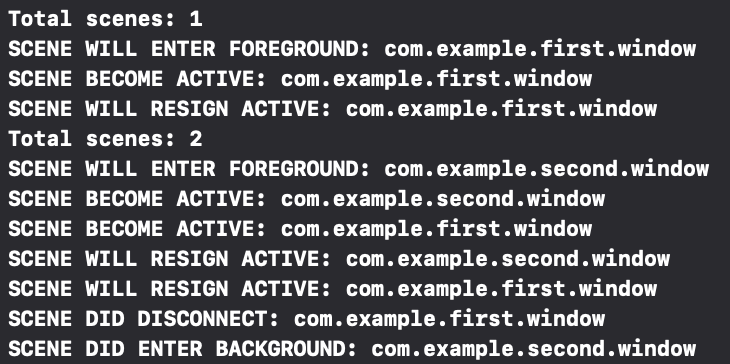 Total scenes: 1
SCENE WILL ENTER FOREGROUND: com.example.first.window
SCENE BECOME ACTIVE: com.example.first.window
SCENE WILL RESIGN ACTIVE: com.example.first.window
Total scenes: 2
SCENE WILL ENTER FOREGROUND: com.example.second.window
SCENE BECOME ACTIVE: com.example.second.window
SCENE BECOME ACTIVE: com.example.first.window
SCENE WILL RESIGN ACTIVE: com.example.second.window
SCENE WILL RESIGN ACTIVE: com.example.first.window
SCENE DID DISCONNECT: com.example.first.window
SCENE DID ENTER BACKGROUND: com.example.second.window